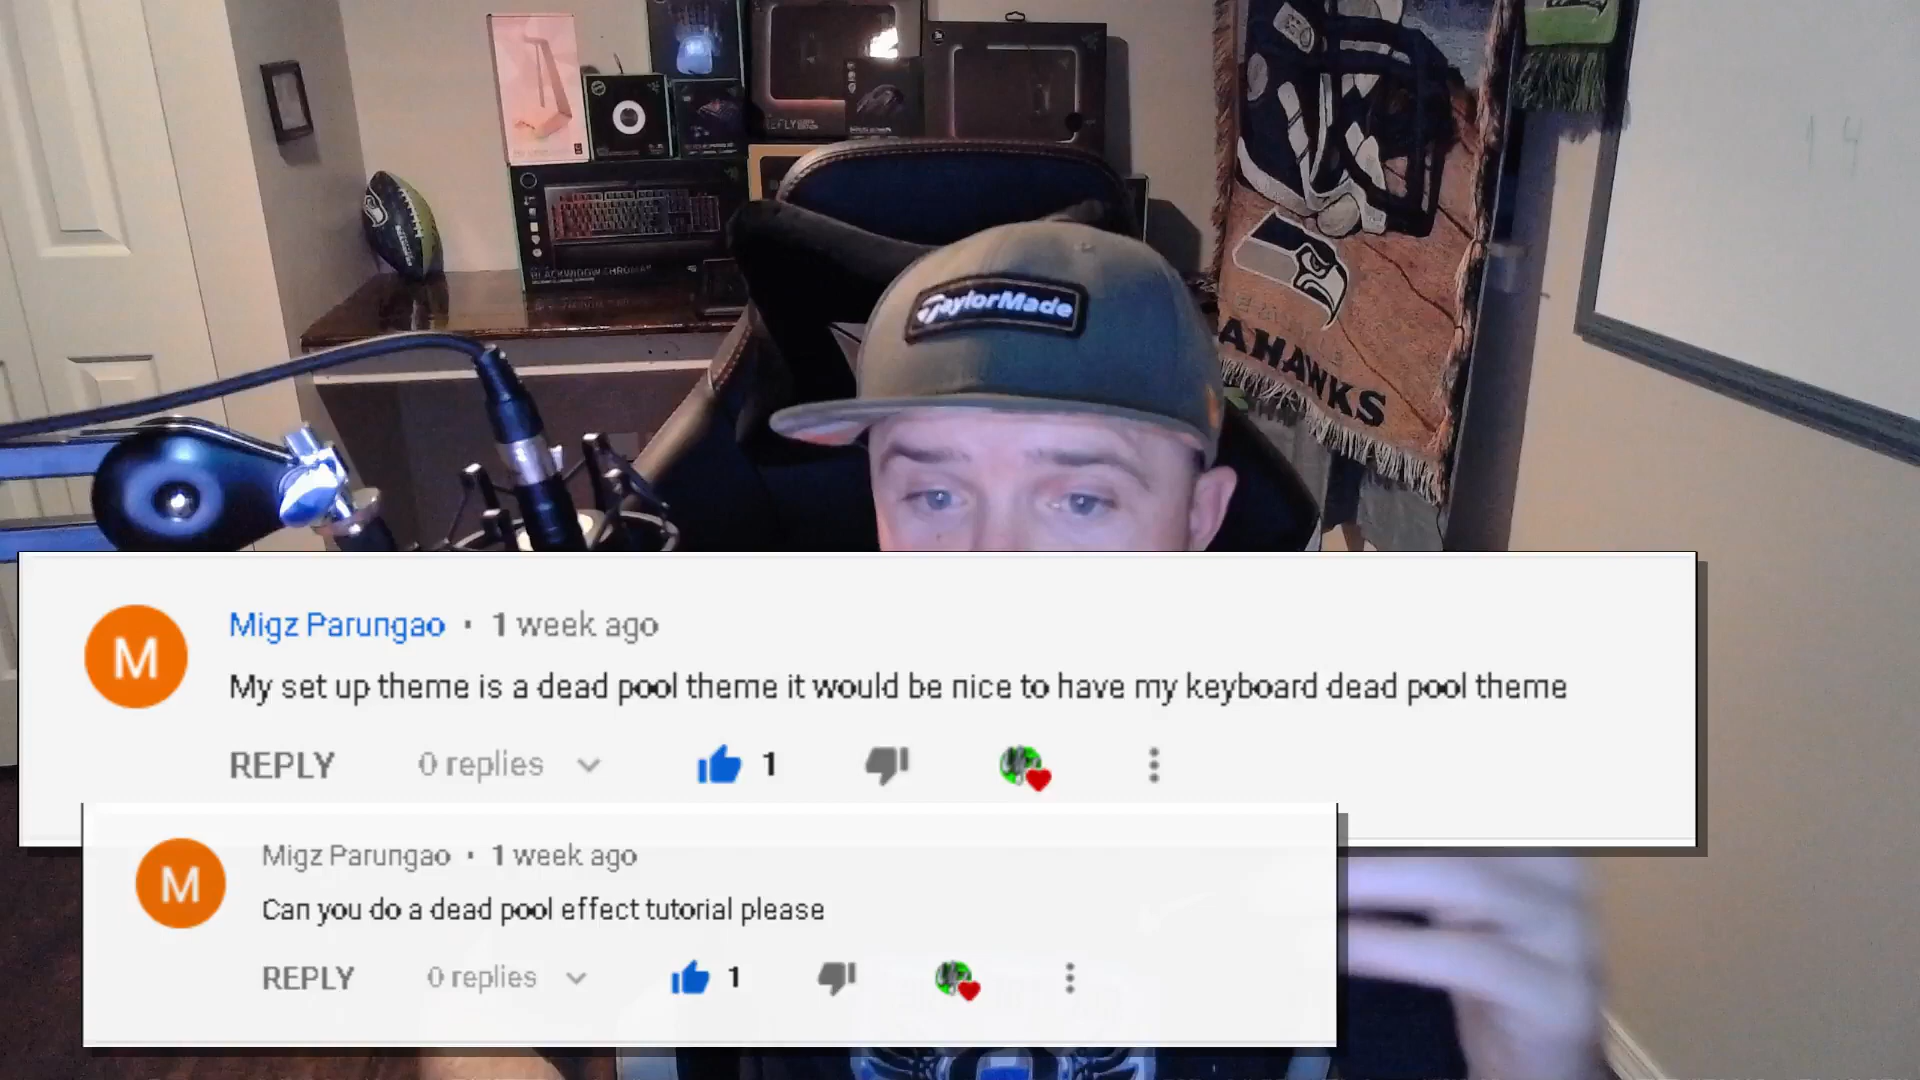 REFLY
BLACKWIDOW CHROMA
TaylorMade
AHAWKS
14
M
Migz Parungao • 1 week ago
My set up theme is a dead pool theme it would be nice to have my keyboard dead pool theme
REPLY 0 replies 1
M
Migz Parungao • 1 week ago
Can you do a dead pool effect tutorial please
REPLY 0 replies 1